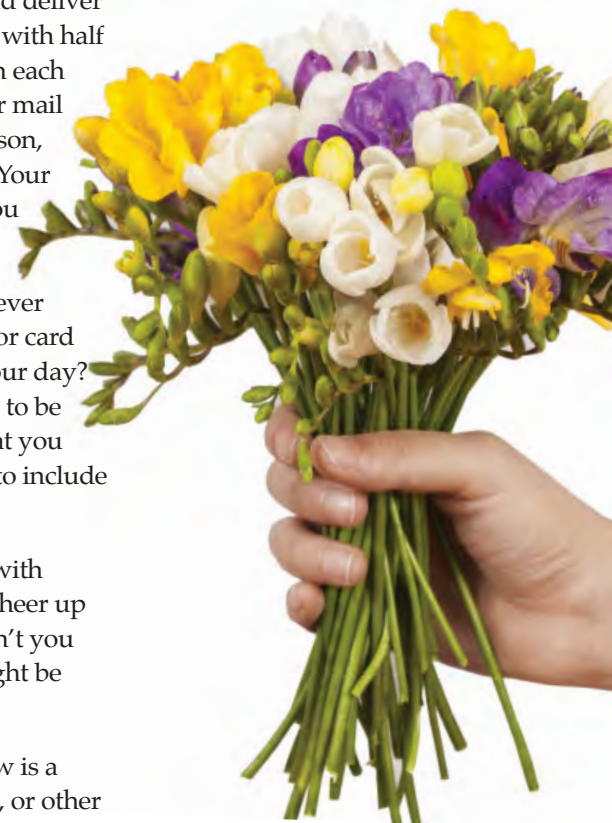 deliver
with half
each
mail
son,
Your
ever
or card
our day?
to be
you
to include
with
heer up
n't you
ght be
is a
, or other